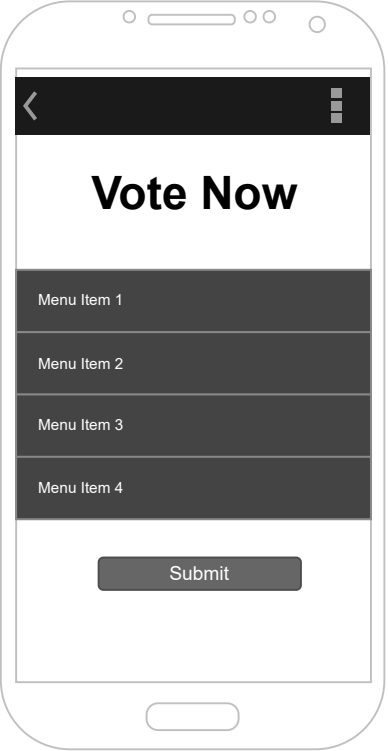 Vote Now
Menu Item 1
Menu Item 2
Menu Item 3
Menu Item 4
Submit